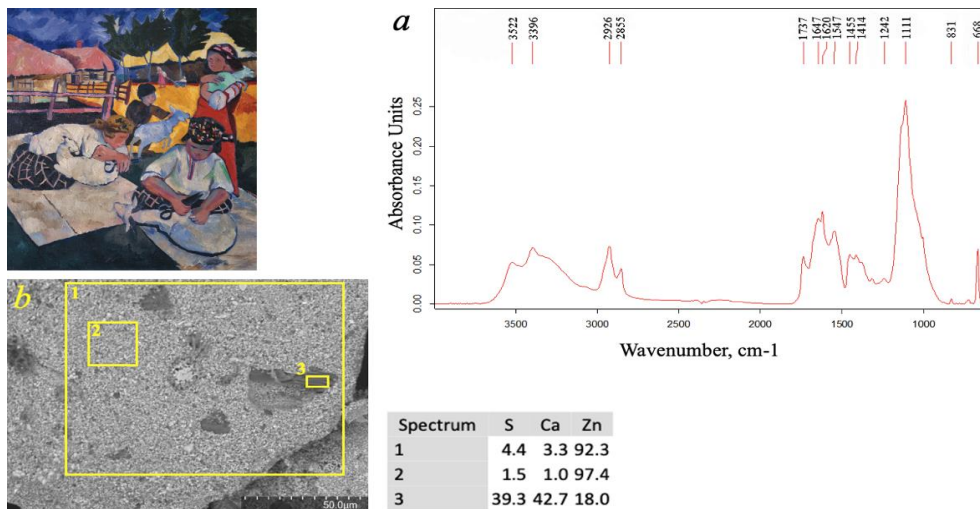 a
3522 3396 2926 2855 1737 1647 1620 1547 1455 1414 1242 1111 831 668
Absorbance Units
0.25
0.20
0.15
0.10
0.05
0.00
3500 3000 2500 2000 1500 1000
Wavenumber, cm-1
b
1
2
3
50.0µm
Spectrum S Ca Zn
1 4.4 3.3 92.3
2 1.5 1.0 97.4
3 39.3 42.7 18.0